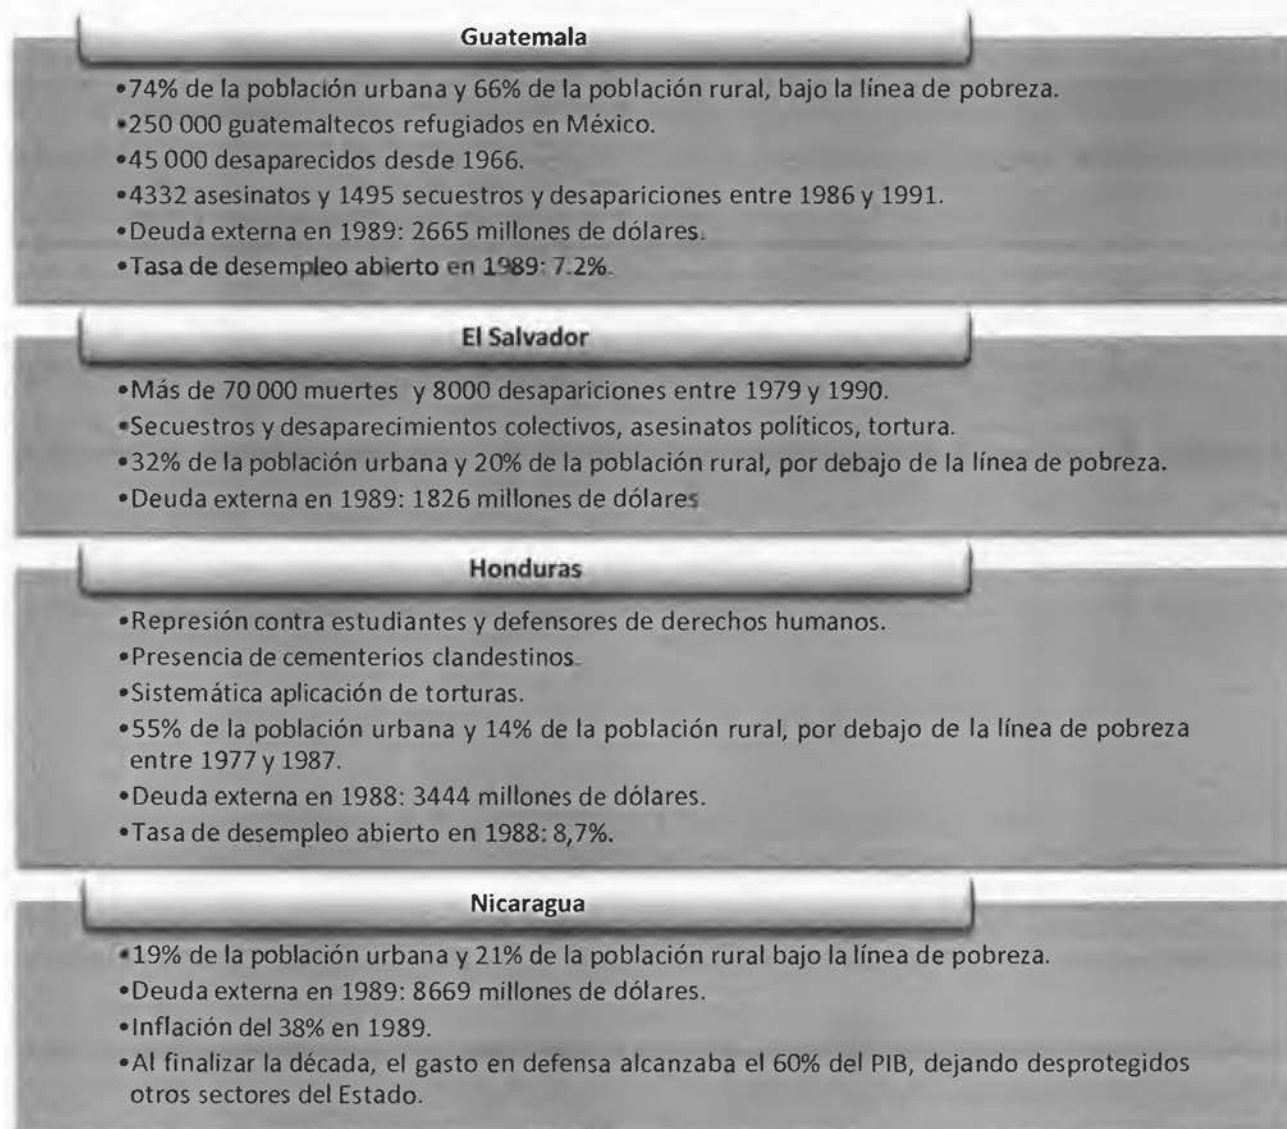 Guatemala
•74% de la población urbana y 66% de la población rural, bajo la línea de pobreza.
•250 000 guatemaltecos refugiados en México.
•45 000 desaparecidos desde 1966.
•4332 asesinatos y 1495 secuestros y desapariciones entre 1986 y 1991.
•Deuda externa en 1989: 2665 millones de dólares.
•Tasa de desempleo abierto en 1989: 7.2%.
El Salvador
•Más de 70 000 muertes y 8000 desapariciones entre 1979 y 1990.
•Secuestros y desaparecimientos colectivos, asesinatos políticos, tortura.
•32% de la población urbana y 20% de la población rural, por debajo de la línea de pobreza.
•Deuda externa en 1989: 1826 millones de dólares
Honduras
•Represión contra estudiantes y defensores de derechos humanos.
•Presencia de cementerios clandestinos.
•Sistemática aplicación de torturas.
•55% de la población urbana y 14% de la población rural, por debajo de la línea de pobreza
entre 1977 y 1987.
•Deuda externa en 1988: 3444 millones de dólares.
•Tasa de desempleo abierto en 1988: 8,7%.
Nicaragua
•19% de la población urbana y 21% de la población rural bajo la línea de pobreza.
•Deuda externa en 1989: 8669 millones de dólares.
•Inflación del 38% en 1989.
•Al finalizar la década, el gasto en defensa alcanzaba el 60% del PIB, dejando desprotegidos
otros sectores del Estado.